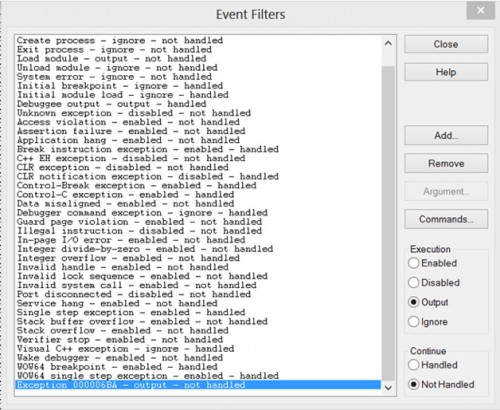 Event Filters
Create process - ignore - not handled
Exit process - ignore - not handled
Load module - output - not handled
Unload module - ignore - not handled
System error - ignore - not handled
Initial breakpoint - ignore - handled
Initial module load - ignore - handled
Debuggee output - output - handled
Unknown exception - disabled - not handled
Access violation - enabled - not handled
Assertion failure - enabled - not handled
Application hang - enabled - not handled
Break instruction exception - enabled - handled
C++ EH exception - disabled - not handled
CLR exception - disabled - not handled
CLR notification exception - disabled - handled
Control-Break exception - enabled - handled
Control-C exception - enabled - handled
Data misaligned - enabled - not handled
Debugger command exception - ignore - handled
Guard page violation - enabled - not handled
Illegal instruction - disabled - not handled
In-page I/O error - enabled - not handled
Integer divide-by-zero - enabled - not handled
Integer overflow - enabled - not handled
Invalid handle - enabled - not handled
Invalid lock sequence - enabled - not handled
Invalid system call - enabled - not handled
Port disconnected - disabled - not handled
Service hang - enabled - not handled
Single step exception - enabled - handled
Stack buffer overflow - enabled - not handled
Stack overflow - enabled - not handled
Verifier stop - enabled - not handled
Visual C++ exception - ignore - handled
Wake debugger - enabled - not handled
WOW64 breakpoint - enabled - handled
WOW64 single step exception - enabled - handled
Exception 000006BA - output - not handled
Close
Help
Add...
Remove
Argument...
Commands...
Execution
Enabled
Disabled
Output
Ignore
Continue
Handled
Not Handled